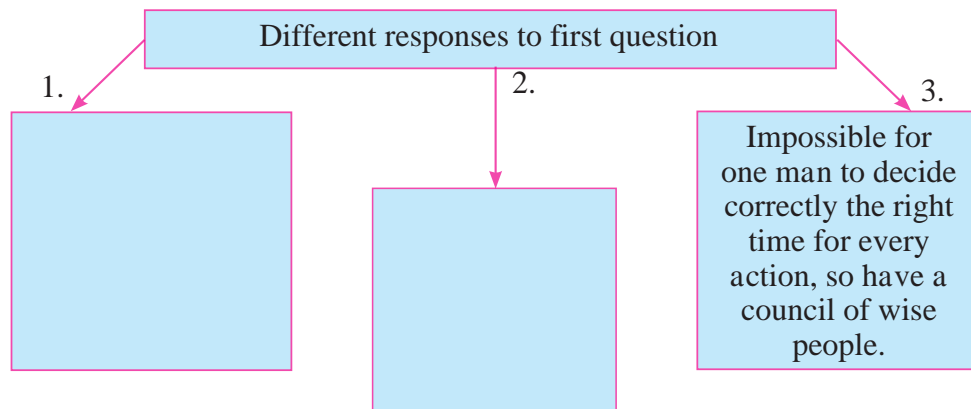 Different responses to first question
1.
2.
3.
Impossible for
one man to decide
correctly the right
time for every
action, so have a
council of wise
people.